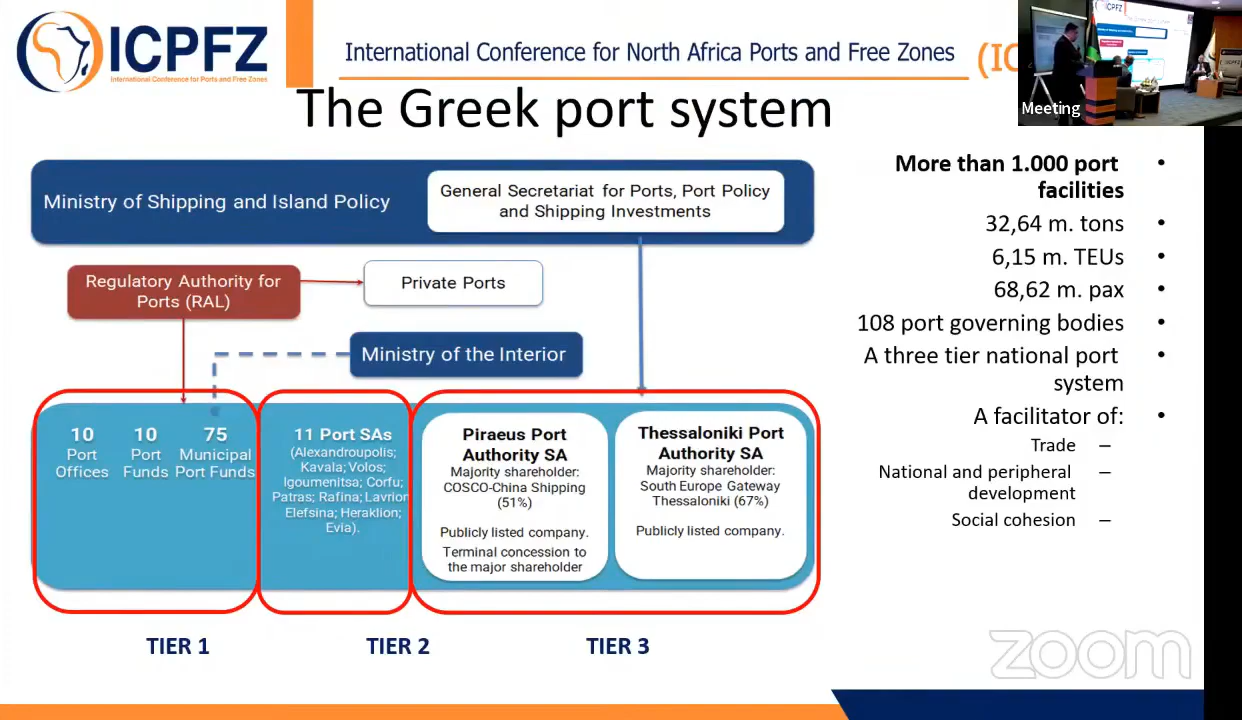 ICPFZ
International Conference for Ports and Free Zones
International Conference for North Africa Ports and Free Zones
(IC
Meeting
The Greek port system
Ministry of Shipping and Island Policy
General Secretariat for Ports, Port Policy
and Shipping Investments
Regulatory Authority for
Ports (RAL)
Private Ports
Ministry of the Interior
10
Port
Offices
10
Port
Funds
75
Municipal
Port Funds
11 Port SAs
(Alexandroupolis;
Kavala; Volos;
Igoumenitsa; Corfu;
Patras; Rafina; Lavrion
Elefsina; Heraklion;
Evia).
Piraeus Port
Authority SA
Majority shareholder:
COSCO-China Shipping
(51%)
Publicly listed company.
Terminal concession to
the major shareholder
Thessaloniki Port
Authority SA
Majority shareholder:
South Europe Gateway
Thessaloniki (67%)
Publicly listed company.
TIER 1
TIER 2
TIER 3
More than 1.000 port •
facilities
32,64 m. tons •
6,15 m. TEUs •
68,62 m. pax •
108 port governing bodies •
A three tier national port •
system
A facilitator of: •
Trade –
National and peripheral –
development
Social cohesion –
zoom